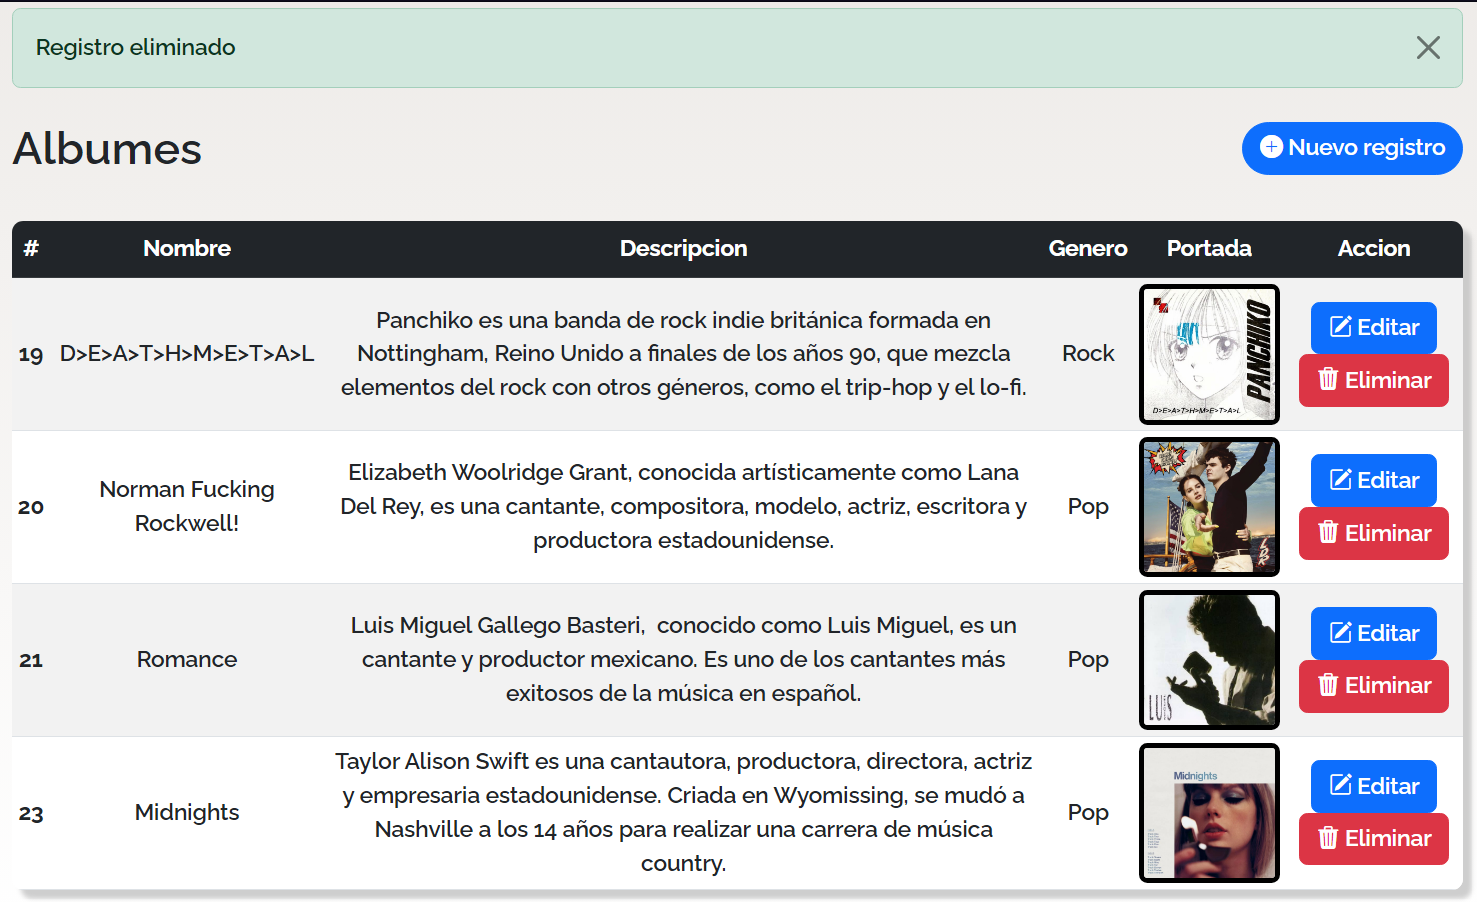 Registro eliminado
Albumes
Nuevo registro
# Nombre Descripcion Genero Portada Accion
19 D>E>A>T>H>M>E>T>A>L
Panchiko es una banda de rock indie británica formada en
Nottingham, Reino Unido a finales de los años 90, que mezcla
elementos del rock con otros géneros, como el trip-hop y el lo-fi.
Rock
PANCHIKO
D>E>A>T>H>M>E>T>A>L
Editar
Eliminar
20
Norman Fucking
Rockwell!
Elizabeth Woolridge Grant, conocida artísticamente como Lana
Del Rey, es una cantante, compositora, modelo, actriz, escritora y
productora estadounidense.
Pop
LDR
Editar
Eliminar
21
Romance
Luis Miguel Gallego Basteri,  conocido como Luis Miguel, es un
cantante y productor mexicano. Es uno de los cantantes más
exitosos de la música en español.
Pop
LUIS
Editar
Eliminar
23
Midnights
Taylor Alison Swift es una cantautora, productora, directora, actriz
y empresaria estadounidense. Criada en Wyomissing, se mudó a
Nashville a los 14 años para realizar una carrera de música
country.
Pop
Midnights
Editar
Eliminar